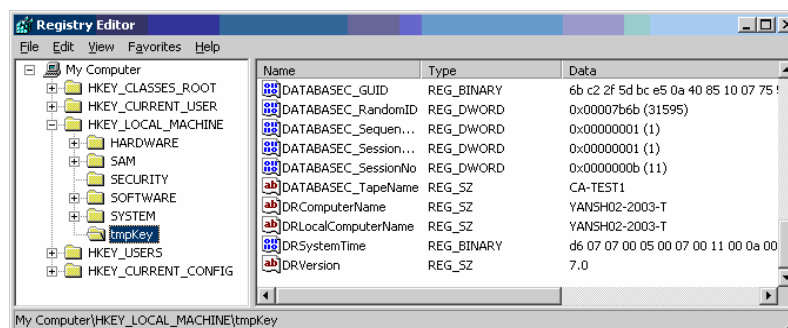 Registry Editor
File Edit View Favorites Help
My Computer
HKEY_CLASSES_ROOT
HKEY_CURRENT_USER
HKEY_LOCAL_MACHINE
HARDWARE
SAM
SECURITY
SOFTWARE
SYSTEM
tmpKey
HKEY_USERS
HKEY_CURRENT_CONFIG
Name Type Data
DATABASEC_GUID REG_BINARY 6b c2 2f 5d bc e5 0a 40 85 10 07 75
DATABASEC_RandomID REG_DWORD 0x00007b6b (31595)
DATABASEC_Sequen... REG_DWORD 0x00000001 (1)
DATABASEC_Session... REG_DWORD 0x00000001 (1)
DATABASEC_SessionNo REG_DWORD 0x0000000b (11)
DATABASEC_TapeName REG_SZ CA-TEST1
DRComputerName REG_SZ YANSH02-2003-T
DRLocalComputerName REG_SZ YANSH02-2003-T
DRSystemTime REG_BINARY d6 07 07 00 05 00 07 00 11 00 0a 00
DRVersion REG_SZ 7.0
My Computer\HKEY_LOCAL_MACHINE\tmpKey